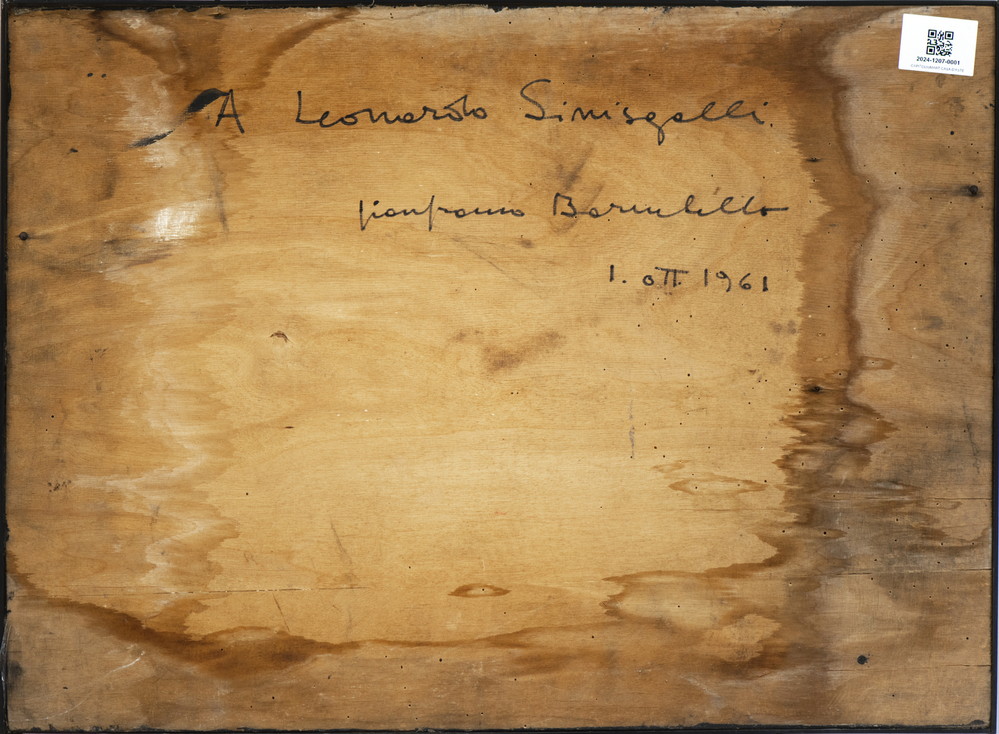 A Leonardo Sinisgalli.
gianfranco Baruchello
1. OTT 1961
2024-1207-0001